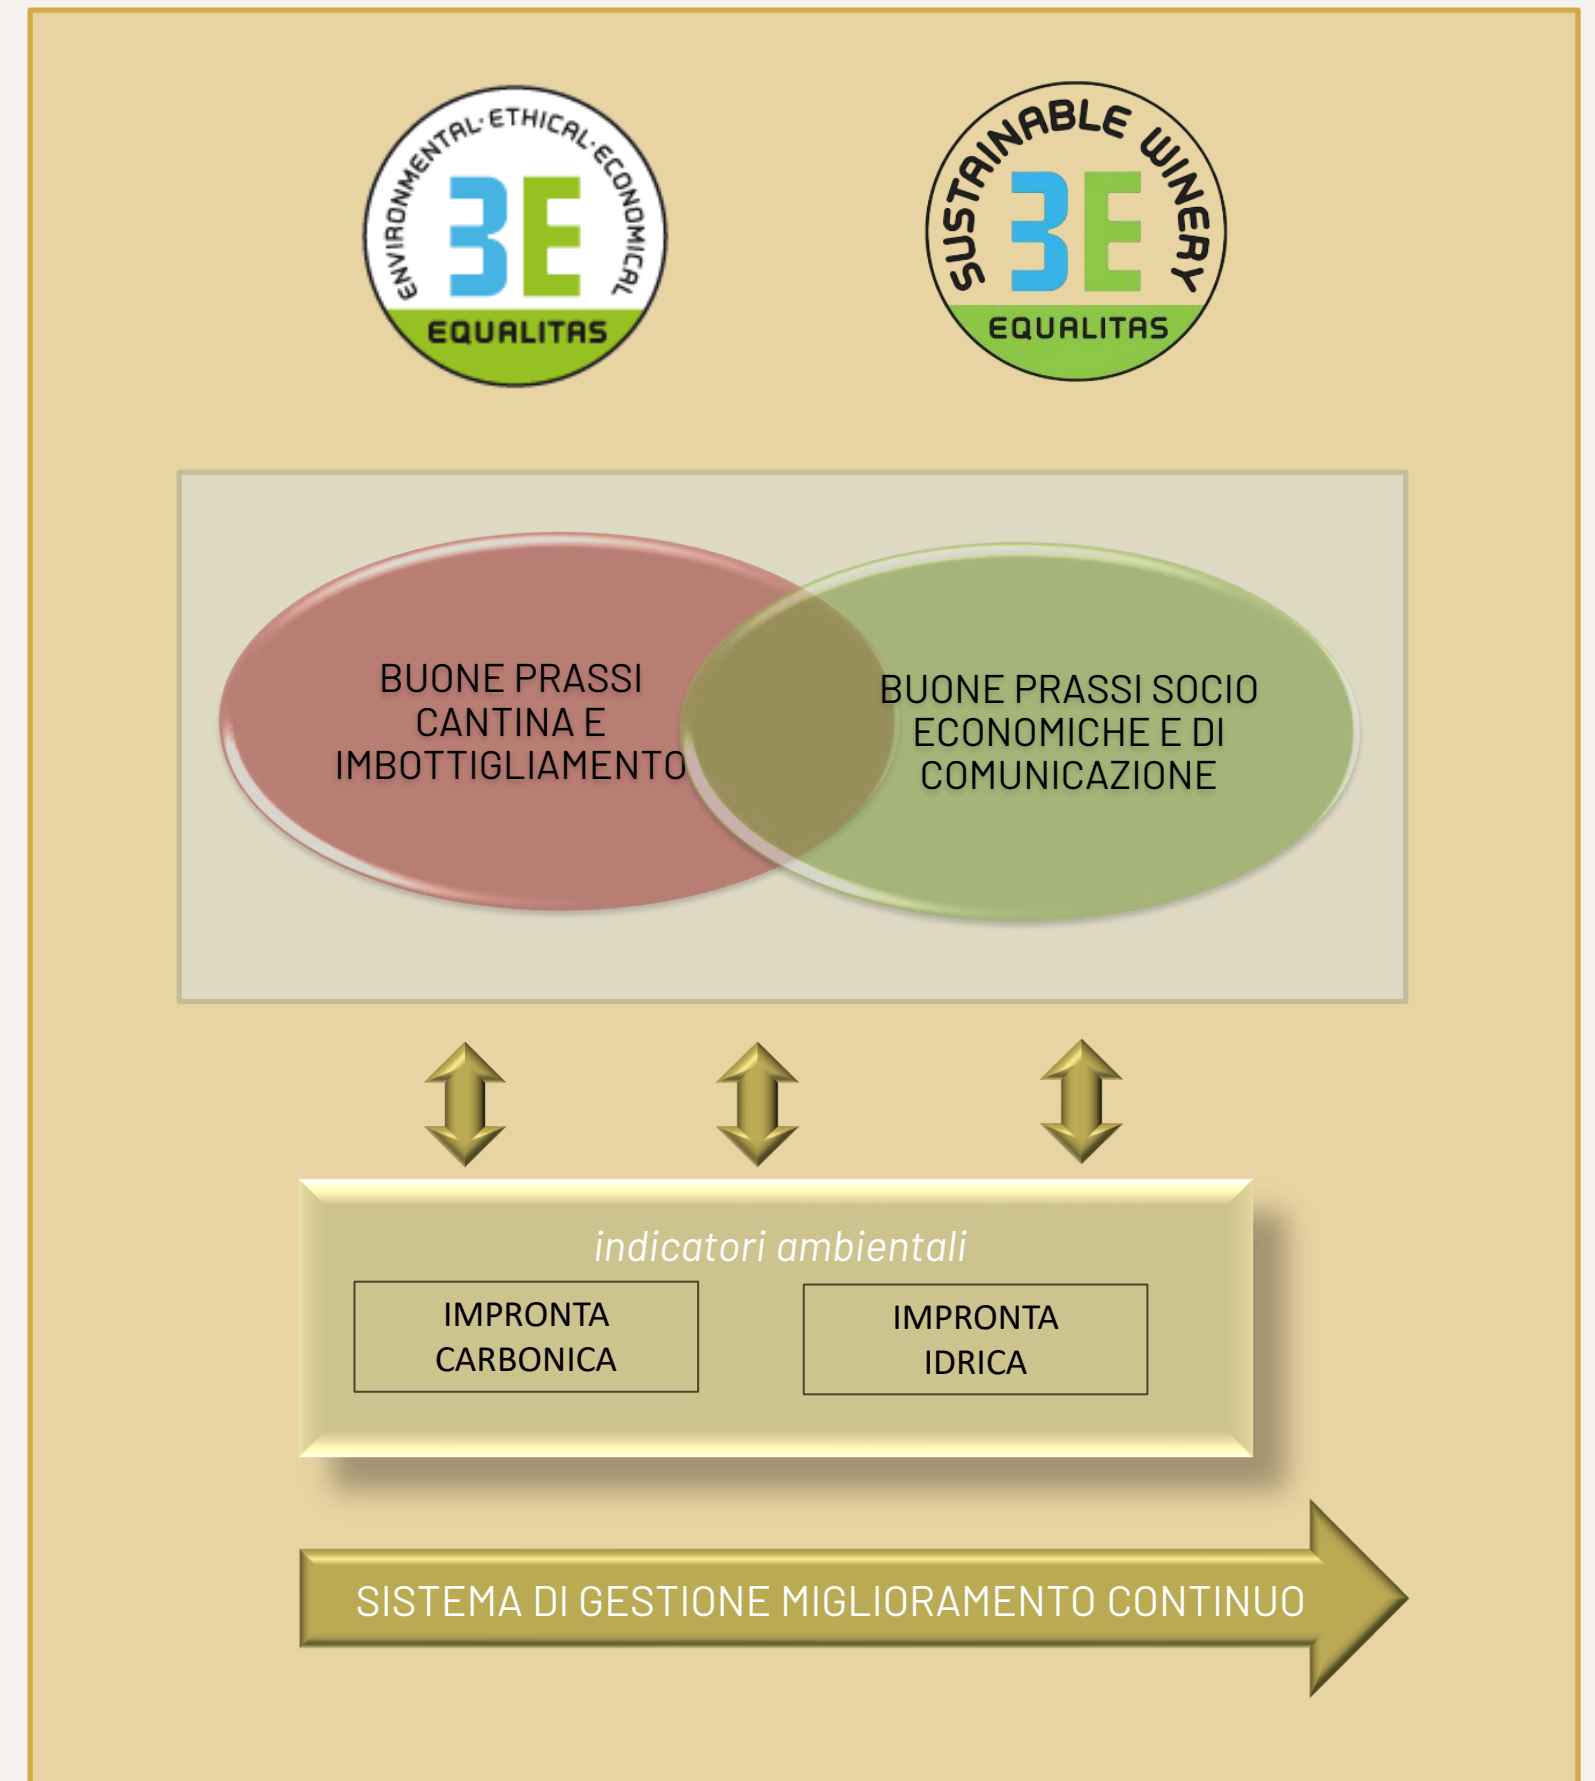 ENVIRONMENTAL·ETHICAL·ECONOMICAL
3E
EQUALITAS
SUSTAINABLE WINERY
3E
EQUALITAS
BUONE PRASSI
CANTINA E
IMBOTTIGLIAMENTO
BUONE PRASSI SOCIO
ECONOMICHE E DI
COMUNICAZIONE
indicatori ambientali
IMPRONTA
CARBONICA
IMPRONTA
IDRICA
SISTEMA DI GESTIONE MIGLIORAMENTO CONTINUO